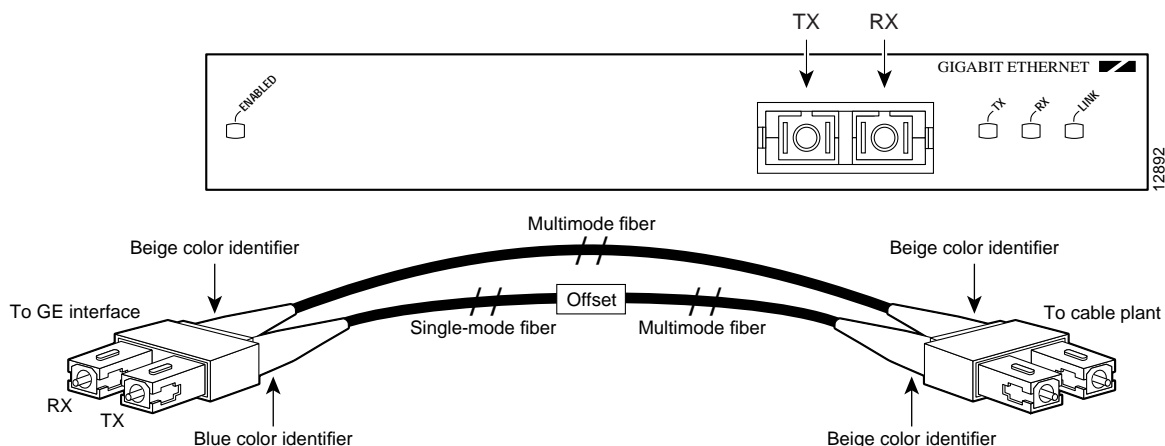 TX RX
GIGABIT ETHERNET
ENABLED
TX
RX
LINK
12892
Multimode fiber
Beige color identifier
Beige color identifier
To GE interface
Offset
To cable plant
Single-mode fiber
Multimode fiber
RX
TX
Blue color identifier
Beige color identifier